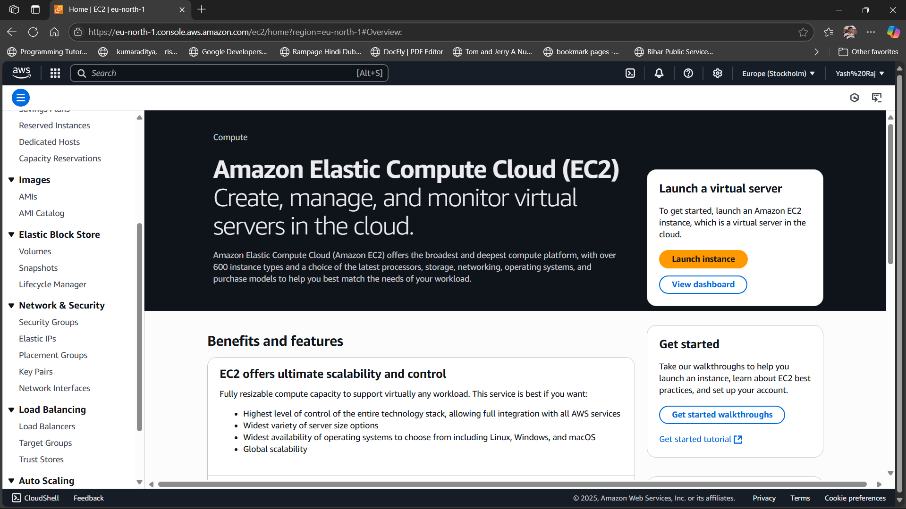 Home | EC2 | eu-north-1
https://eu-north-1.console.aws.amazon.com/ec2/home?region=eu-north-1#Overview:
Programming Tutor...
kumaraditya, ris...
Google Developers...
Rampage Hindi Dub...
DocFly | PDF Editor
Tom and Jerry A Nu...
bookmark pages -...
Bihar Public Service...
Other favorites
aws
Search
[Alt+S]
Europe (Stockholm)
Yash%20Raj
Reserved Instances
Dedicated Hosts
Capacity Reservations
Images
AMIs
AMI Catalog
Elastic Block Store
Volumes
Snapshots
Lifecycle Manager
Network & Security
Security Groups
Elastic IPs
Placement Groups
Key Pairs
Network Interfaces
Load Balancing
Load Balancers
Target Groups
Trust Stores
Auto Scaling
Compute
Amazon Elastic Compute Cloud (EC2)
Create, manage, and monitor virtual
servers in the cloud.
Amazon Elastic Compute Cloud (Amazon EC2) offers the broadest and deepest compute platform, with over
600 instance types and a choice of the latest processors, storage, networking, operating systems, and
purchase models to help you best match the needs of your workload.
Launch a virtual server
To get started, launch an Amazon EC2
instance, which is a virtual server in the
cloud.
Launch instance
View dashboard
Benefits and features
EC2 offers ultimate scalability and control
Fully resizable compute capacity to support virtually any workload. This service is best if you want:
• Highest level of control of the entire technology stack, allowing full integration with all AWS services
• Widest variety of server size options
• Widest availability of operating systems to choose from including Linux, Windows, and macOS
• Global scalability
Get started
Take our walkthroughs to help you
launch an instance, learn about EC2 best
practices, and set up your account.
Get started walkthroughs
Get started tutorial
CloudShell
Feedback
© 2025, Amazon Web Services, Inc. or its affiliates.
Privacy
Terms
Cookie preferences